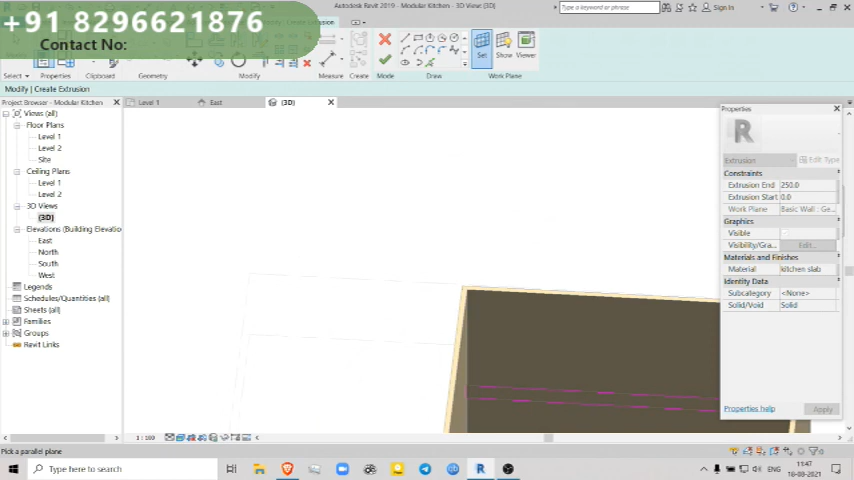 +91 8296621876
Contact No:
Autodesk Revit 2019 - Modular Kitchen - 3D View: {3D}
Type a keyword or phrase
Sign In
Create Extrusion
Select
Properties
Clipboard
Geometry
Modify
Measure
Create
Mode
Draw
Set
Show
Viewer
Work Plane
Modify | Create Extrusion
Project Browser - Modular Kitchen
Level 1
East
{3D}
Views (all)
Floor Plans
Level 1
Level 2
Site
Ceiling Plans
Level 1
Level 2
3D Views
{3D}
Elevations (Building Elevatio
East
North
South
West
Legends
Schedules/Quantities (all)
Sheets (all)
Families
Groups
Revit Links
Properties
R
Extrusion
Edit Type
Constraints
Extrusion End 250.0
Extrusion Start 0.0
Work Plane Basic Wall : Ge...
Graphics
Visible
Visibility/Gra... Edit...
Materials and Finishes
Material kitchen slab
Identity Data
Subcategory <None>
Solid/Void Solid
Properties help
Apply
1 : 100
Pick a parallel plane
:0
Type here to search
ENG
11:47
18-08-2021